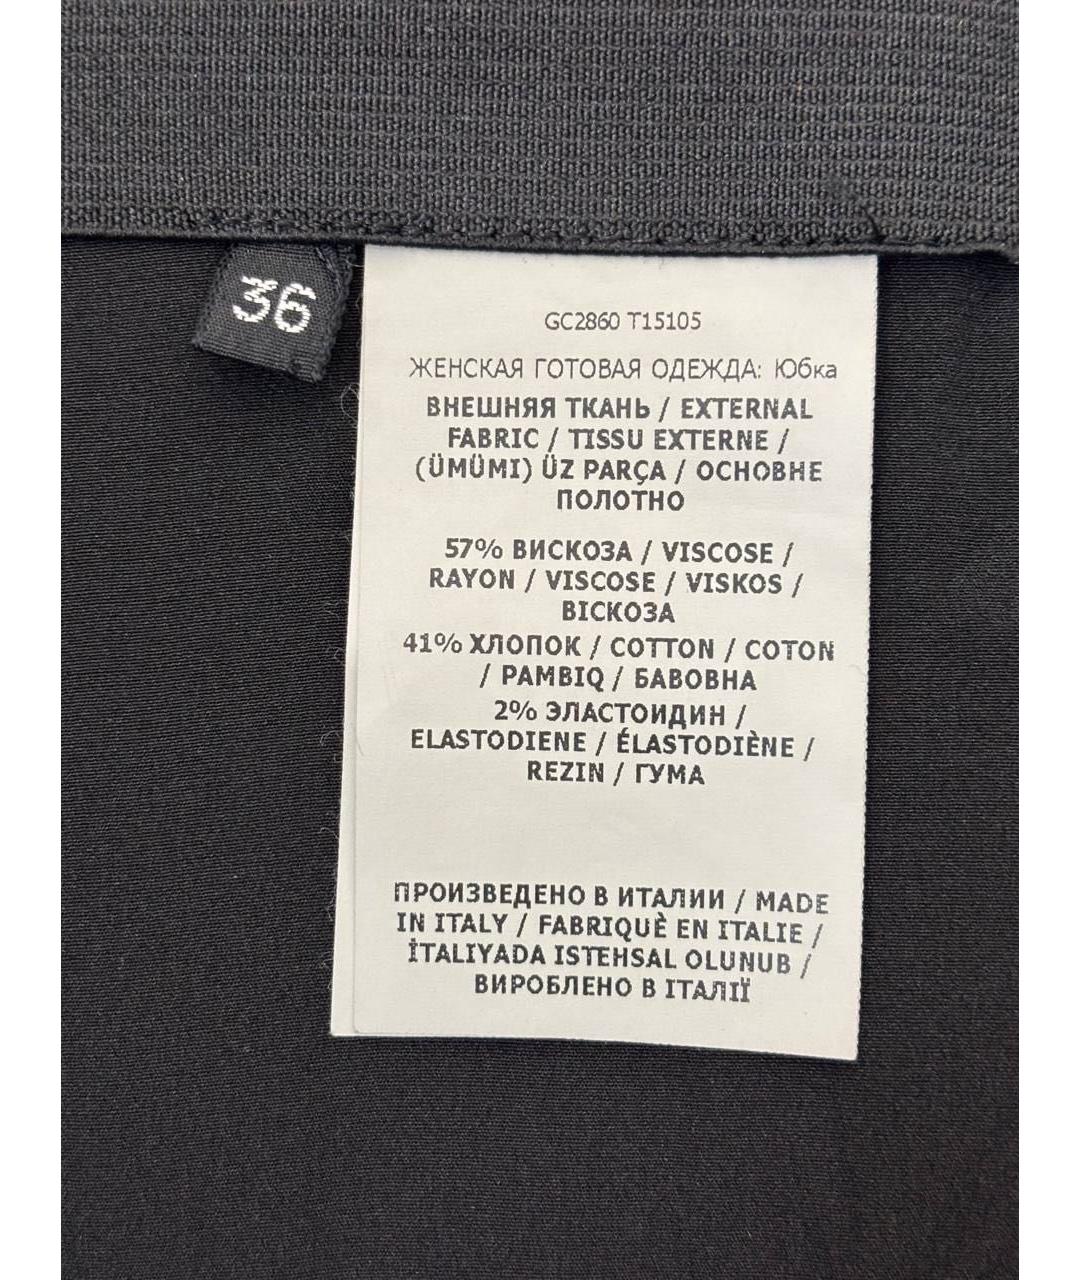 36
GC2860 T15105
ЖЕНСКАЯ ГОТОВАЯ ОДЕЖДА: Юбка
ВНЕШНЯЯ ТКАНЬ / EXTERNAL
FABRIC / TISSU EXTERNE /
(ÜMÜMI) ÜZ PARÇA / ОСНОВНЕ
ПОЛОТНО
57% ВИСКОЗА / VISCOSE /
RAYON / VISCOSE / VISKOS /
ВІСКОЗА
41% ХЛОПОК / COTTON / COTON
/ PAMBIQ / БАВОВНА
2% ЭЛАСТОИДИН /
ELASTODIENE / ÉLASTODIÈNE /
REZIN / ГУМА
ПРОИЗВЕДЕНО В ИТАЛИИ / MADE
IN ITALY / FABRIQUÈ EN ITALIE /
İTALIYADA ISTEHSAL OLUNUB /
ВИРОБЛЕНО В ІТАЛІЇ